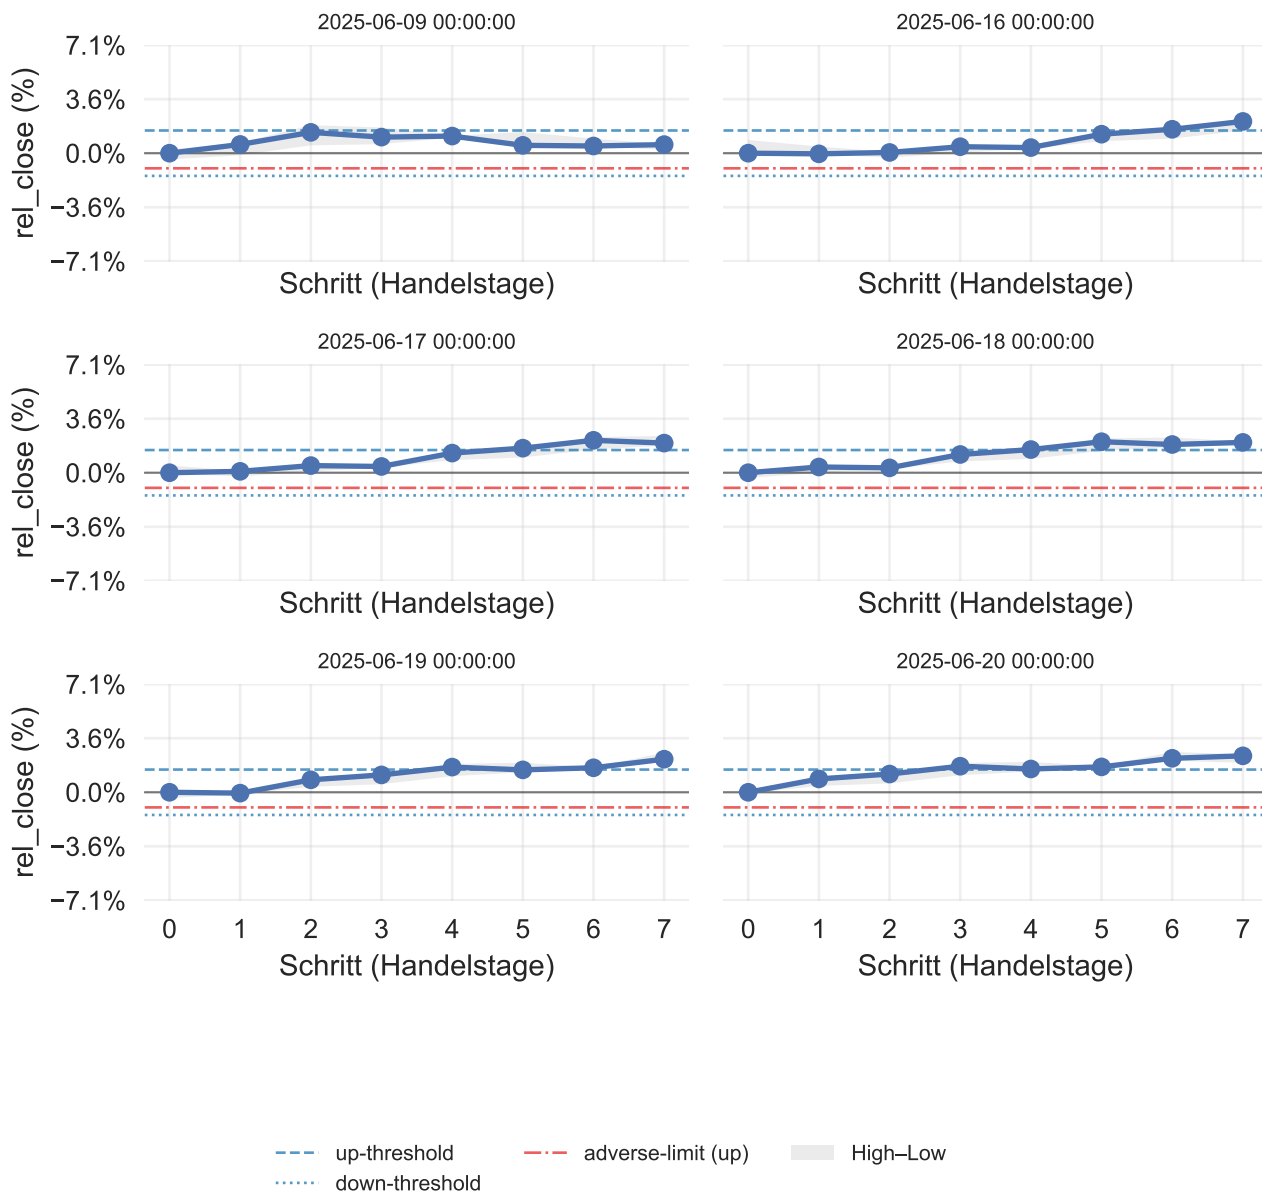 2025-06-09 00:00:00
2025-06-16 00:00:00
7.1%
3.6%
0.0%
−3.6%
−7.1%
rel_close (%)
Schritt (Handelstage)
Schritt (Handelstage)
2025-06-17 00:00:00
2025-06-18 00:00:00
7.1%
3.6%
0.0%
−3.6%
−7.1%
rel_close (%)
Schritt (Handelstage)
Schritt (Handelstage)
2025-06-19 00:00:00
2025-06-20 00:00:00
7.1%
3.6%
0.0%
−3.6%
−7.1%
rel_close (%)
0 1 2 3 4 5 6 7
0 1 2 3 4 5 6 7
Schritt (Handelstage)
Schritt (Handelstage)
up-threshold
down-threshold
adverse-limit (up)
High–Low